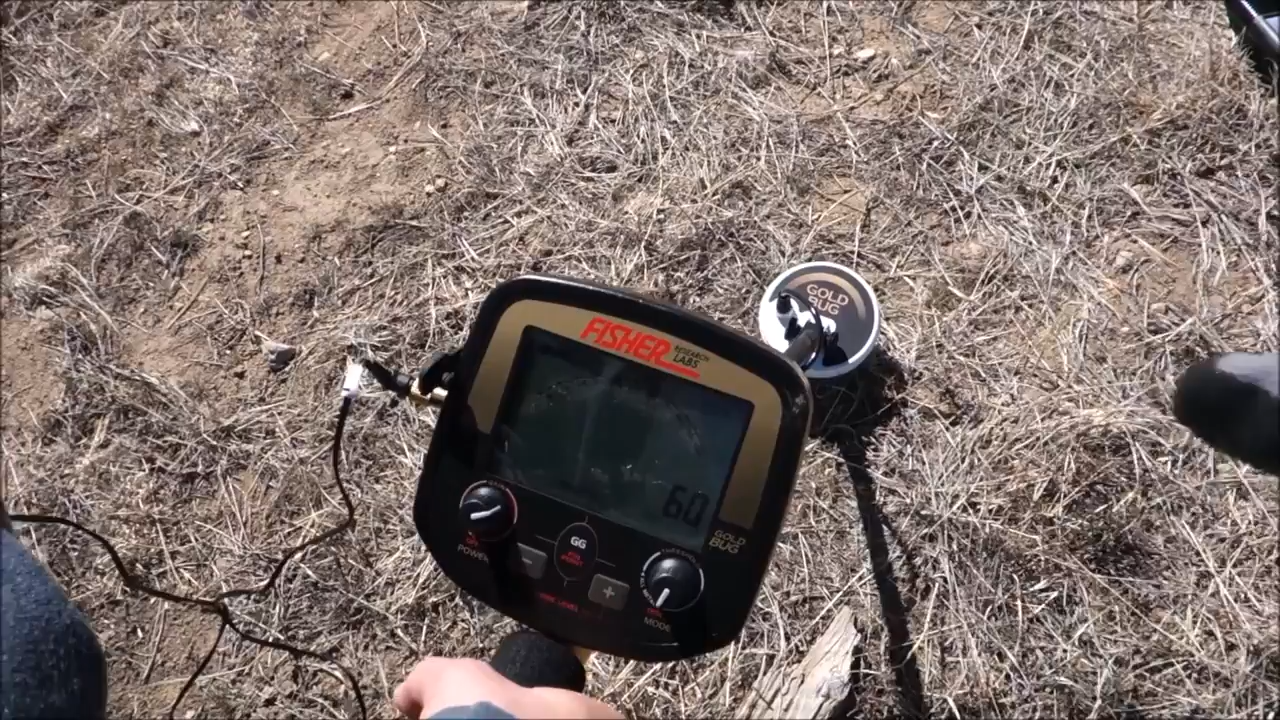 FISHER
RESEARCH
LABS
GOLD
BUG
60
GOLD
BUG
GG
POWER
-
+
MODE